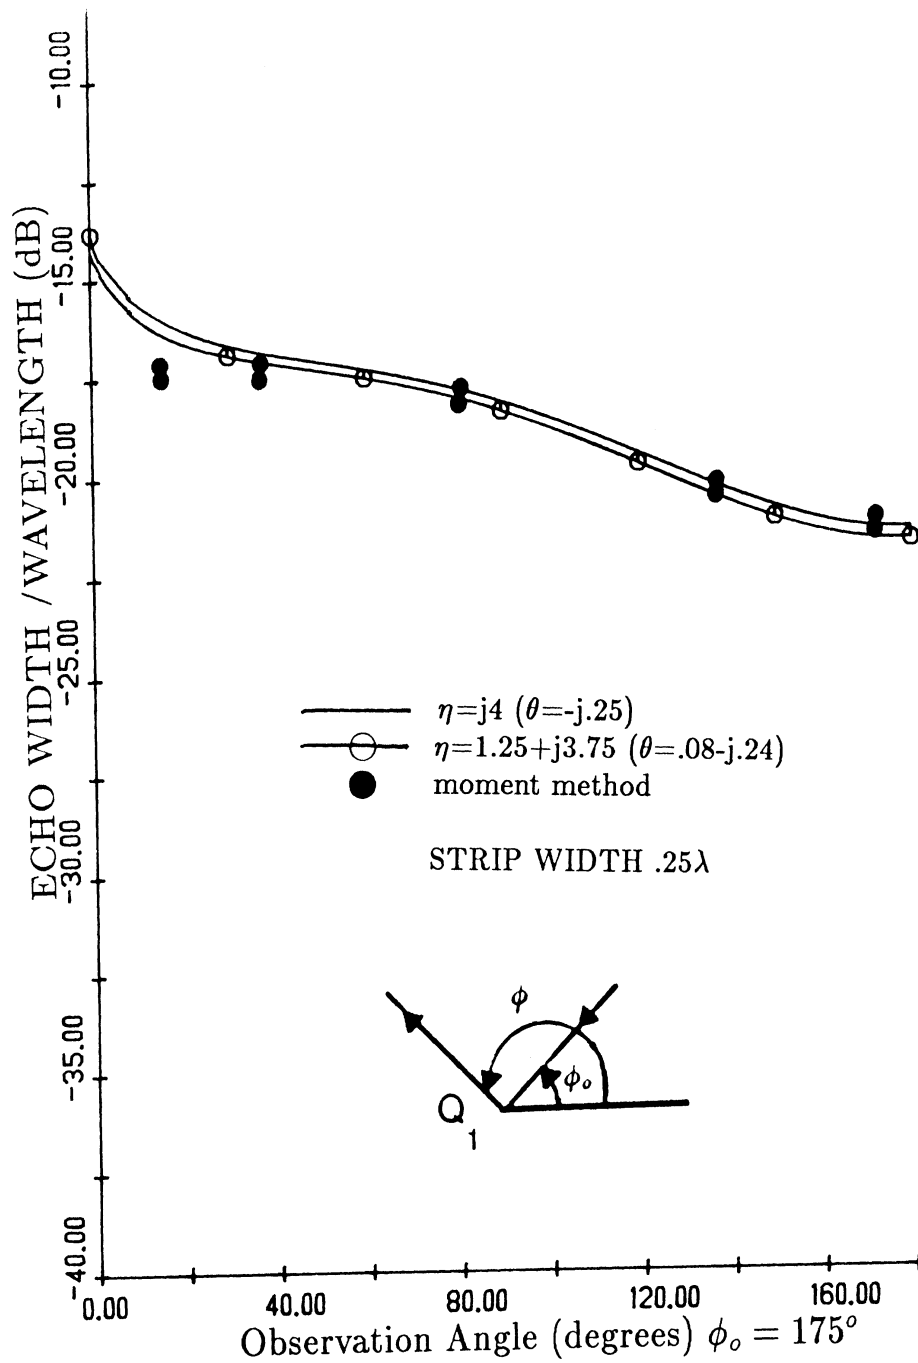 ECHO WIDTH /WAVELENGTH (dB)
-10.00
-15.00
-20.00
-25.00
-30.00
-35.00
-40.00
η=j4 (θ=-j.25)
η=1.25+j3.75 (θ=.08-j.24)
moment method
STRIP WIDTH .25λ
ϕ
ϕₒ
Q₁
0.00 40.00 80.00 120.00 160.00
Observation Angle (degrees) ϕₒ = 175°